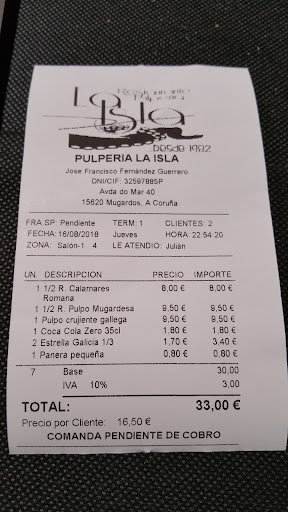 Restaurante Pulpería
La Isla
Desde 1992
PULPERIA LA ISLA
Jose Francisco Fernández Guerrero
DNI/CIF: 32587885P
Avda do Mar 40
15620 Mugardos, A Coruña
FRA.SP: Pendiente TERM: 1 CLIENTES: 2
FECHA: 16/08/2018 Jueves HORA: 22:54:20
ZONA: Salón-1 4 LE ATENDIO: Julián
UN. DESCRIPCION PRECIO IMPORTE
1 1/2 R. Calamares 8,00 € 8,00 €
Romana
1 1/2 R. Pulpo Mugardesa 9,50 € 9,50 €
1 Pulpo crujiente gallega 9,50 € 9,50 €
1 Coca Cola Zero 35cl 1,80 € 1,80 €
2 Estrella Galicia 1/3 1,70 € 3,40 €
1 Panera pequeña 0,80 € 0,80 €
7 Base 30,00
IVA 10% 3,00
TOTAL: 33,00 €
Precio por Cliente: 16,50 €
COMANDA PENDIENTE DE COBRO